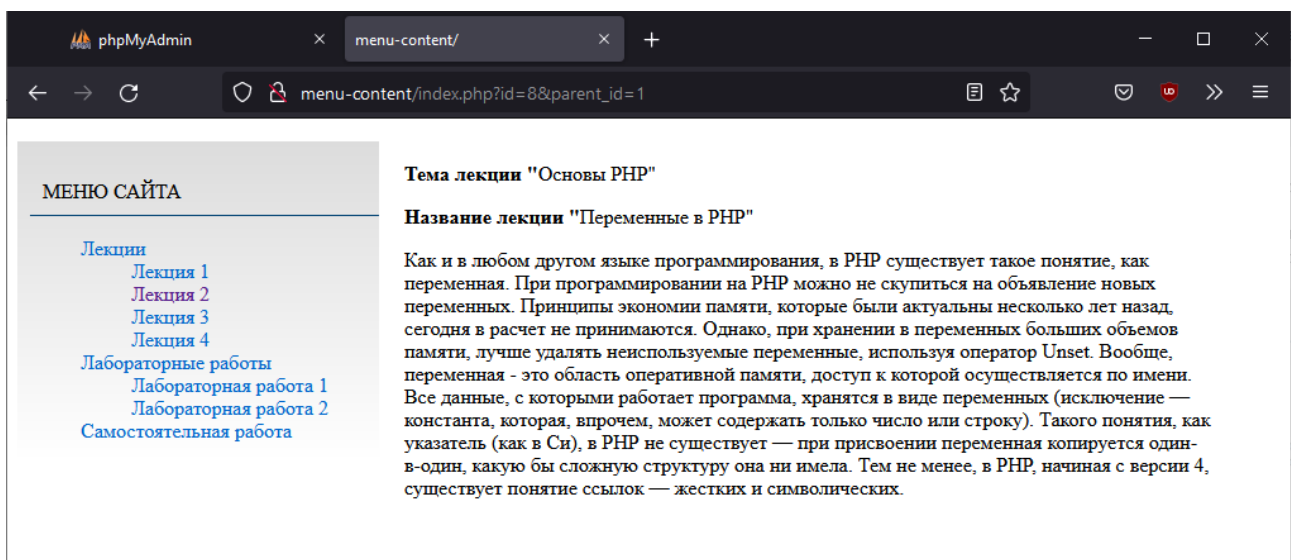 phpMyAdmin
menu-content/
menu-content/index.php?id=8&parent_id=1
МЕНЮ САЙТА
Лекции
Лекция 1
Лекция 2
Лекция 3
Лекция 4
Лабораторные работы
Лабораторная работа 1
Лабораторная работа 2
Самостоятельная работа
Тема лекции "Основы PHP"
Название лекции "Переменные в PHP"
Как и в любом другом языке программирования, в PHP существует такое понятие, как
переменная. При программировании на PHP можно не скупиться на объявление новых
переменных. Принципы экономии памяти, которые были актуальны несколько лет назад,
сегодня в расчет не принимаются. Однако, при хранении в переменных больших объемов
памяти, лучше удалять неиспользуемые переменные, используя оператор Unset. Вообще,
переменная - это область оперативной памяти, доступ к которой осуществляется по имени.
Все данные, с которыми работает программа, хранятся в виде переменных (исключение —
константа, которая, впрочем, может содержать только число или строку). Такого понятия, как
указатель (как в Си), в PHP не существует — при присвоении переменная копируется один-
в-один, какую бы сложную структуру она ни имела. Тем не менее, в PHP, начиная с версии 4,
существует понятие ссылок — жестких и символических.